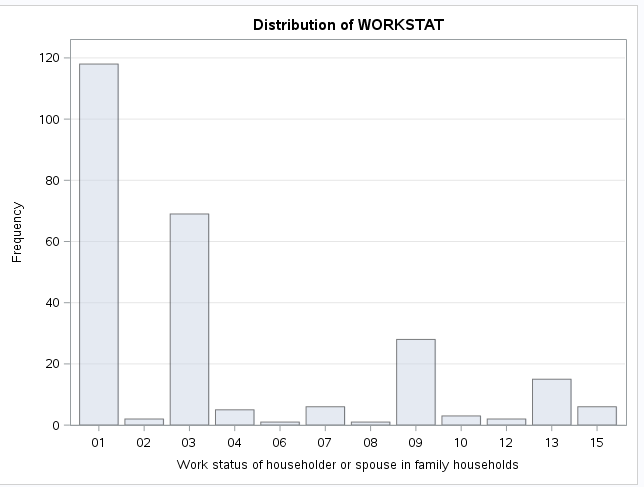 Distribution of WORKSTAT
120
100
80
60
40
20
0
Frequency
01 02 03 04 06 07 08 09 10 12 13 15
Work status of householder or spouse in family households